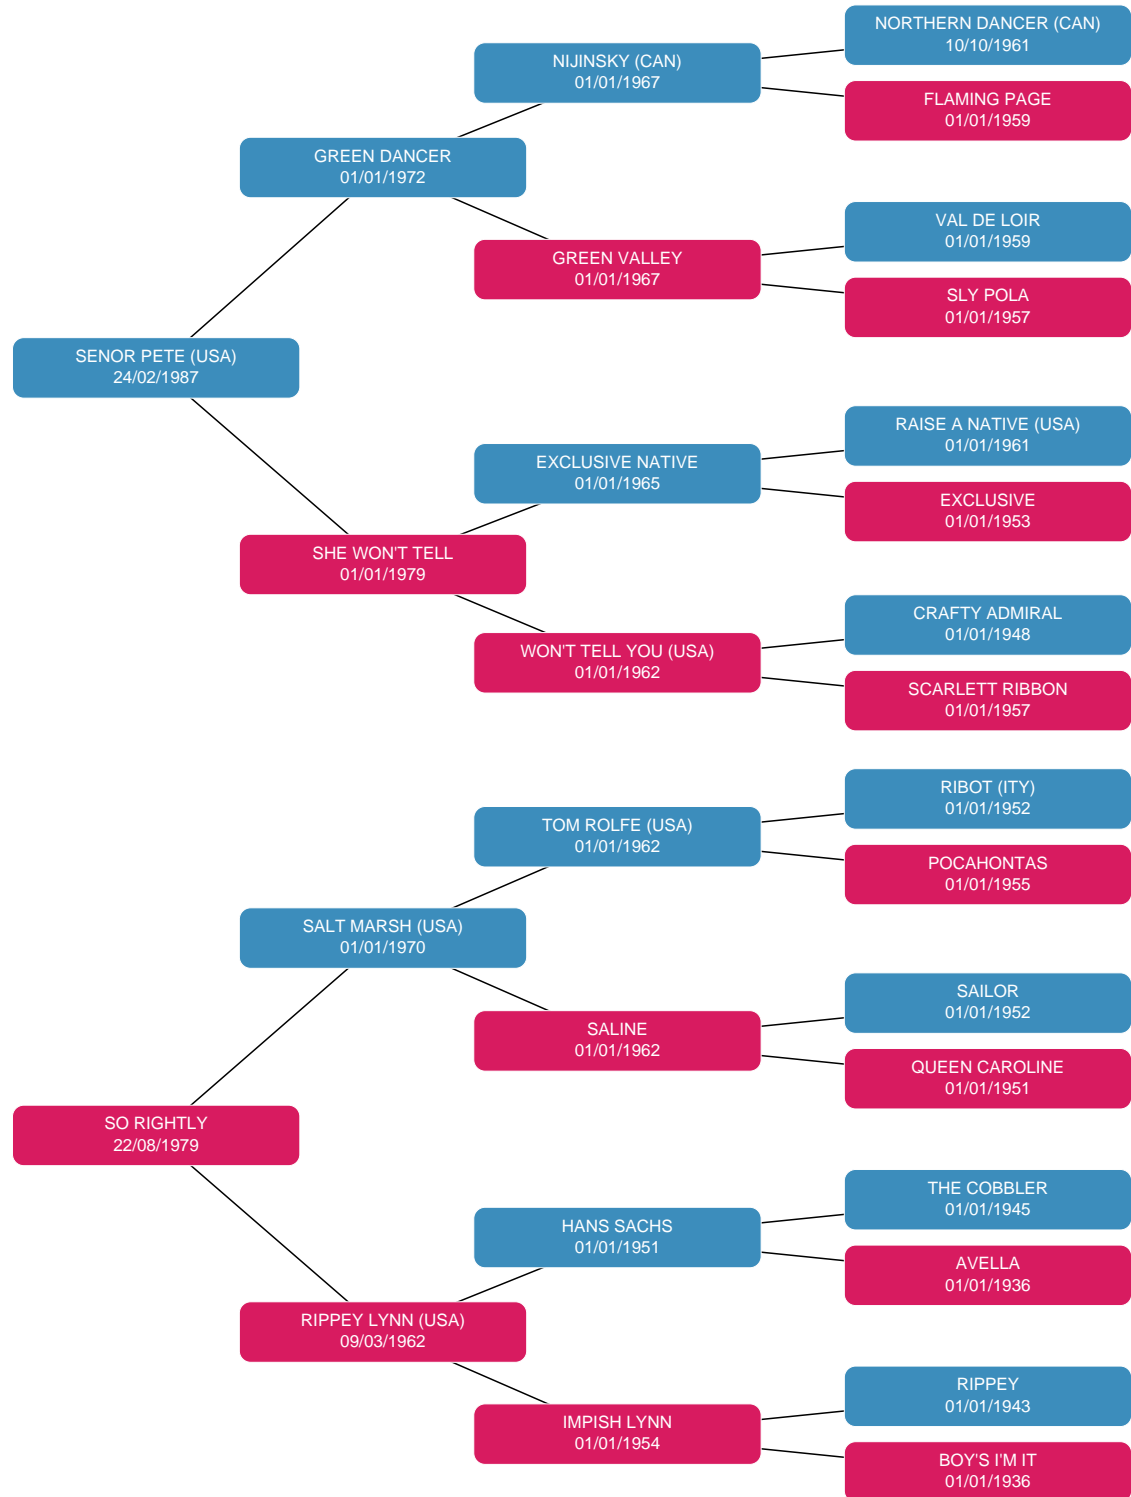 NORTHERN DANCER (CAN)
10/10/1961
NIJINSKY (CAN)
01/01/1967
FLAMING PAGE
01/01/1959
GREEN DANCER
01/01/1972
VAL DE LOIR
01/01/1959
GREEN VALLEY
01/01/1967
SLY POLA
01/01/1957
SENOR PETE (USA)
24/02/1987
RAISE A NATIVE (USA)
01/01/1961
EXCLUSIVE NATIVE
01/01/1965
EXCLUSIVE
01/01/1953
SHE WON'T TELL
01/01/1979
CRAFTY ADMIRAL
01/01/1948
WON'T TELL YOU (USA)
01/01/1962
SCARLETT RIBBON
01/01/1957
RIBOT (ITY)
01/01/1952
TOM ROLFE (USA)
01/01/1962
POCAHONTAS
01/01/1955
SALT MARSH (USA)
01/01/1970
SAILOR
01/01/1952
SALINE
01/01/1962
QUEEN CAROLINE
01/01/1951
SO RIGHTLY
22/08/1979
THE COBBLER
01/01/1945
HANS SACHS
01/01/1951
AVELLA
01/01/1936
RIPPEY LYNN (USA)
09/03/1962
RIPPEY
01/01/1943
IMPISH LYNN
01/01/1954
BOY'S I'M IT
01/01/1936